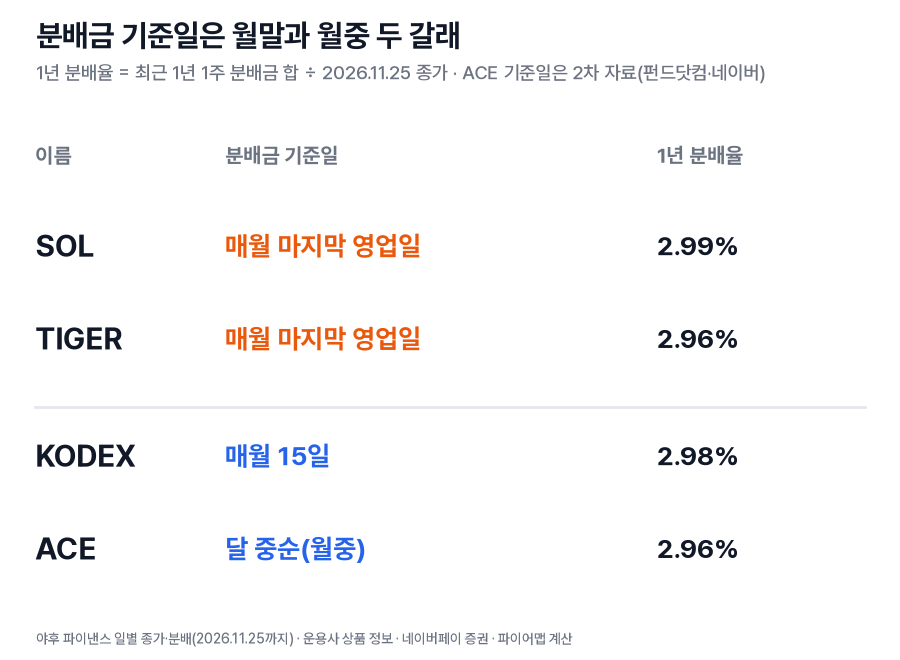 분배금 기준일은 월말과 월중 두 갈래
1년 분배율 = 최근 1년 1주 분배금 합 ÷ 2026.11.25 종가 · ACE 기준일은 2차 자료(펀드닷컴·네이버)
이름 분배금 기준일 1년 분배율
SOL 매월 마지막 영업일 2.99%
TIGER 매월 마지막 영업일 2.96%
KODEX 매월 15일 2.98%
ACE 달 중순(월중) 2.96%
야후 파이낸스 일별 종가·분배(2026.11.25까지) · 운용사 상품 정보 · 네이버페이 증권 · 파이어맵 계산